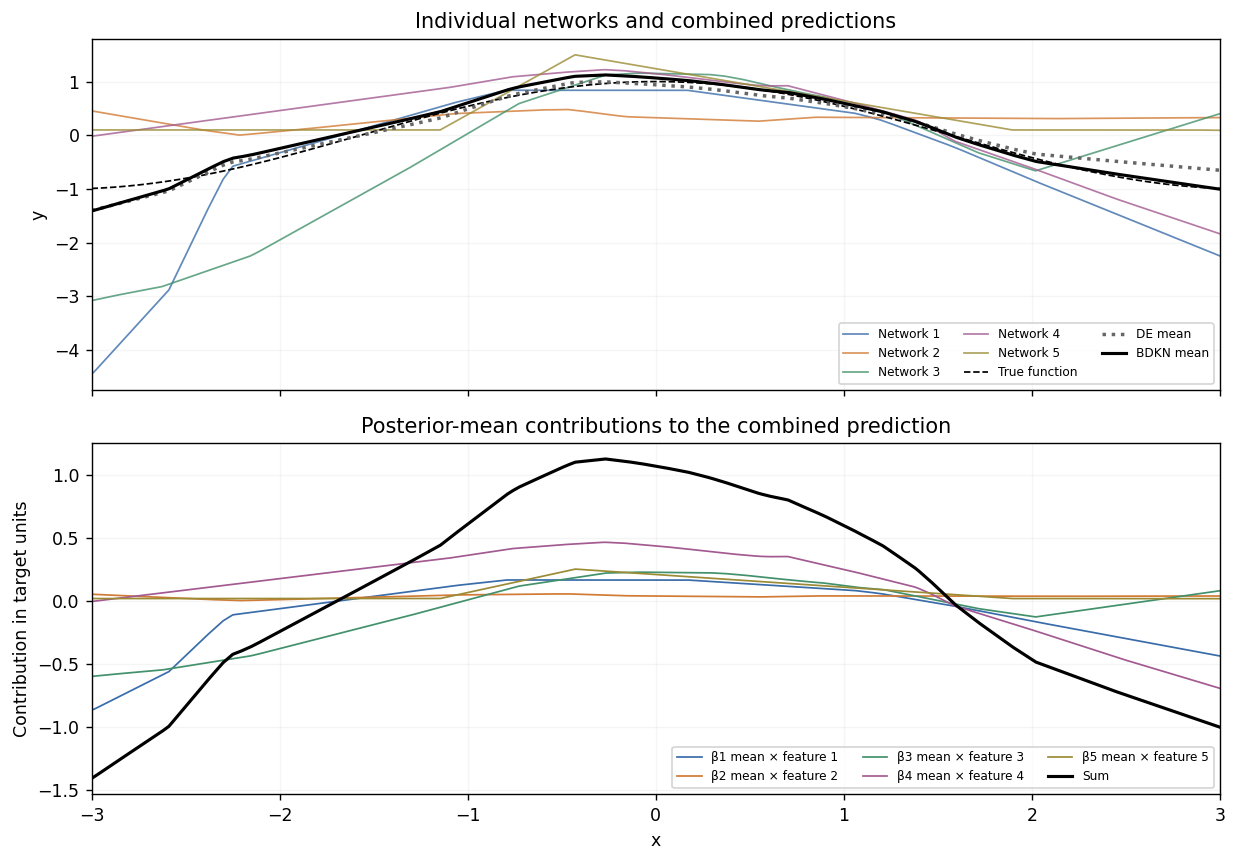 Individual networks and combined predictions
y
1
0
−1
−2
−3
−4
Network 1
Network 2
Network 3
Network 4
Network 5
True function
DE mean
BDKN mean
Posterior-mean contributions to the combined prediction
Contribution in target units
1.0
0.5
0.0
−0.5
−1.0
−1.5
β1 mean × feature 1
β2 mean × feature 2
β3 mean × feature 3
β4 mean × feature 4
β5 mean × feature 5
Sum
−3 −2 −1 0 1 2 3
x